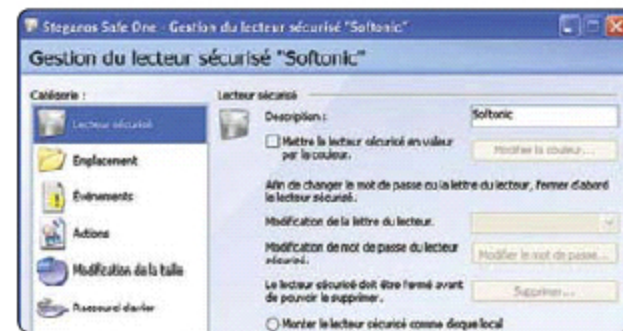 Steganos Safe One - Gestion du lecteur sécurisé "Softonic"
Gestion du lecteur sécurisé "Softonic"
Catégorie :
Lecteur sécurisé
Emplacement
Événements
Actions
Modification de la taille
Raccourci clavier
Lecteur sécurisé
Description :
Softonic
Mettre le lecteur sécurisé en valeur
par la couleur.
Modifier la couleur...
Afin de changer le mot de passe ou la lettre du lecteur, fermer d'abord
le lecteur sécurisé.
Modification de la lettre du lecteur.
Modification de mot de passe du lecteur
sécurisé.
Modifier le mot de passe...
Le lecteur sécurisé doit être fermé avant
de pouvoir le supprimer.
Supprimer...
Monter le lecteur sécurisé comme disque local